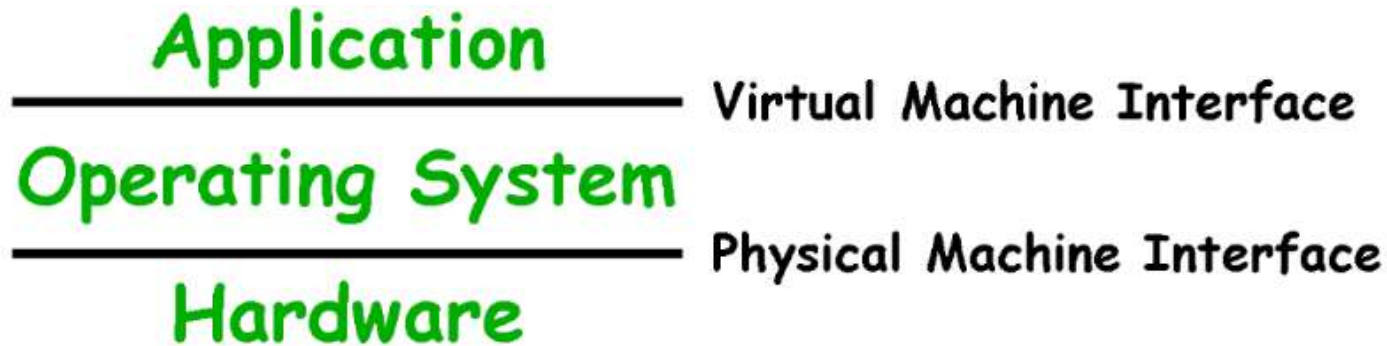 Application
Virtual Machine Interface
Operating System
Physical Machine Interface
Hardware